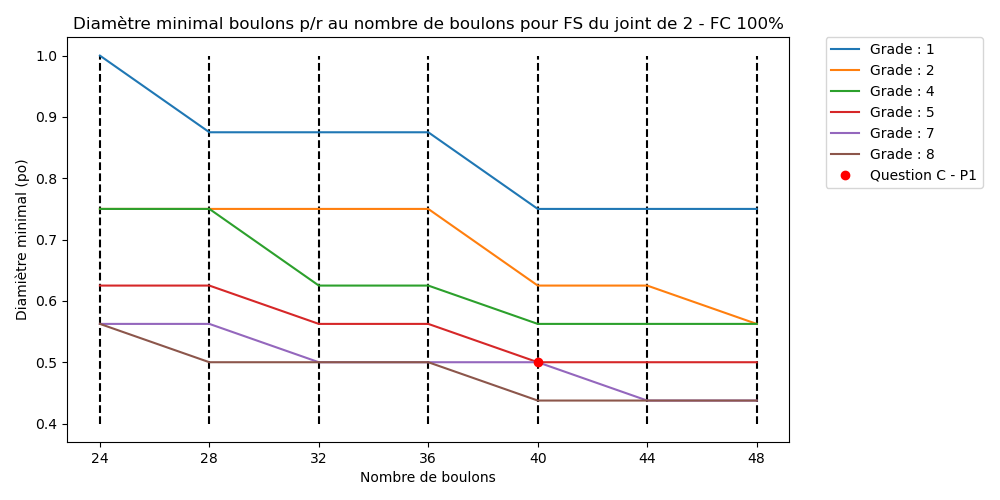 Diamètre minimal boulons p/r au nombre de boulons pour FS du joint de 2 - FC 100%
Grade : 1
Grade : 2
Grade : 4
Grade : 5
Grade : 7
Grade : 8
Question C - P1
Diamiètre minimal (po)
1.0
0.9
0.8
0.7
0.6
0.5
0.4
24 28 32 36 40 44 48
Nombre de boulons